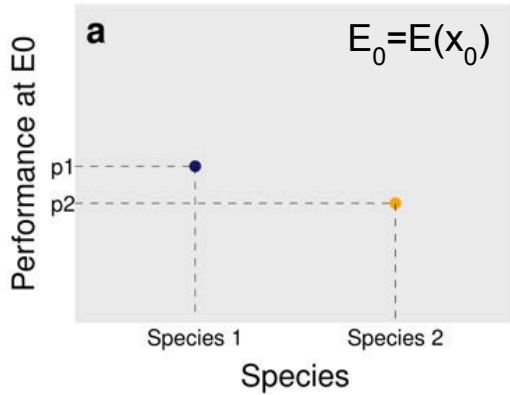 a
E₀=E(x₀)
Performance at E0
p1
p2
Species 1
Species 2
Species